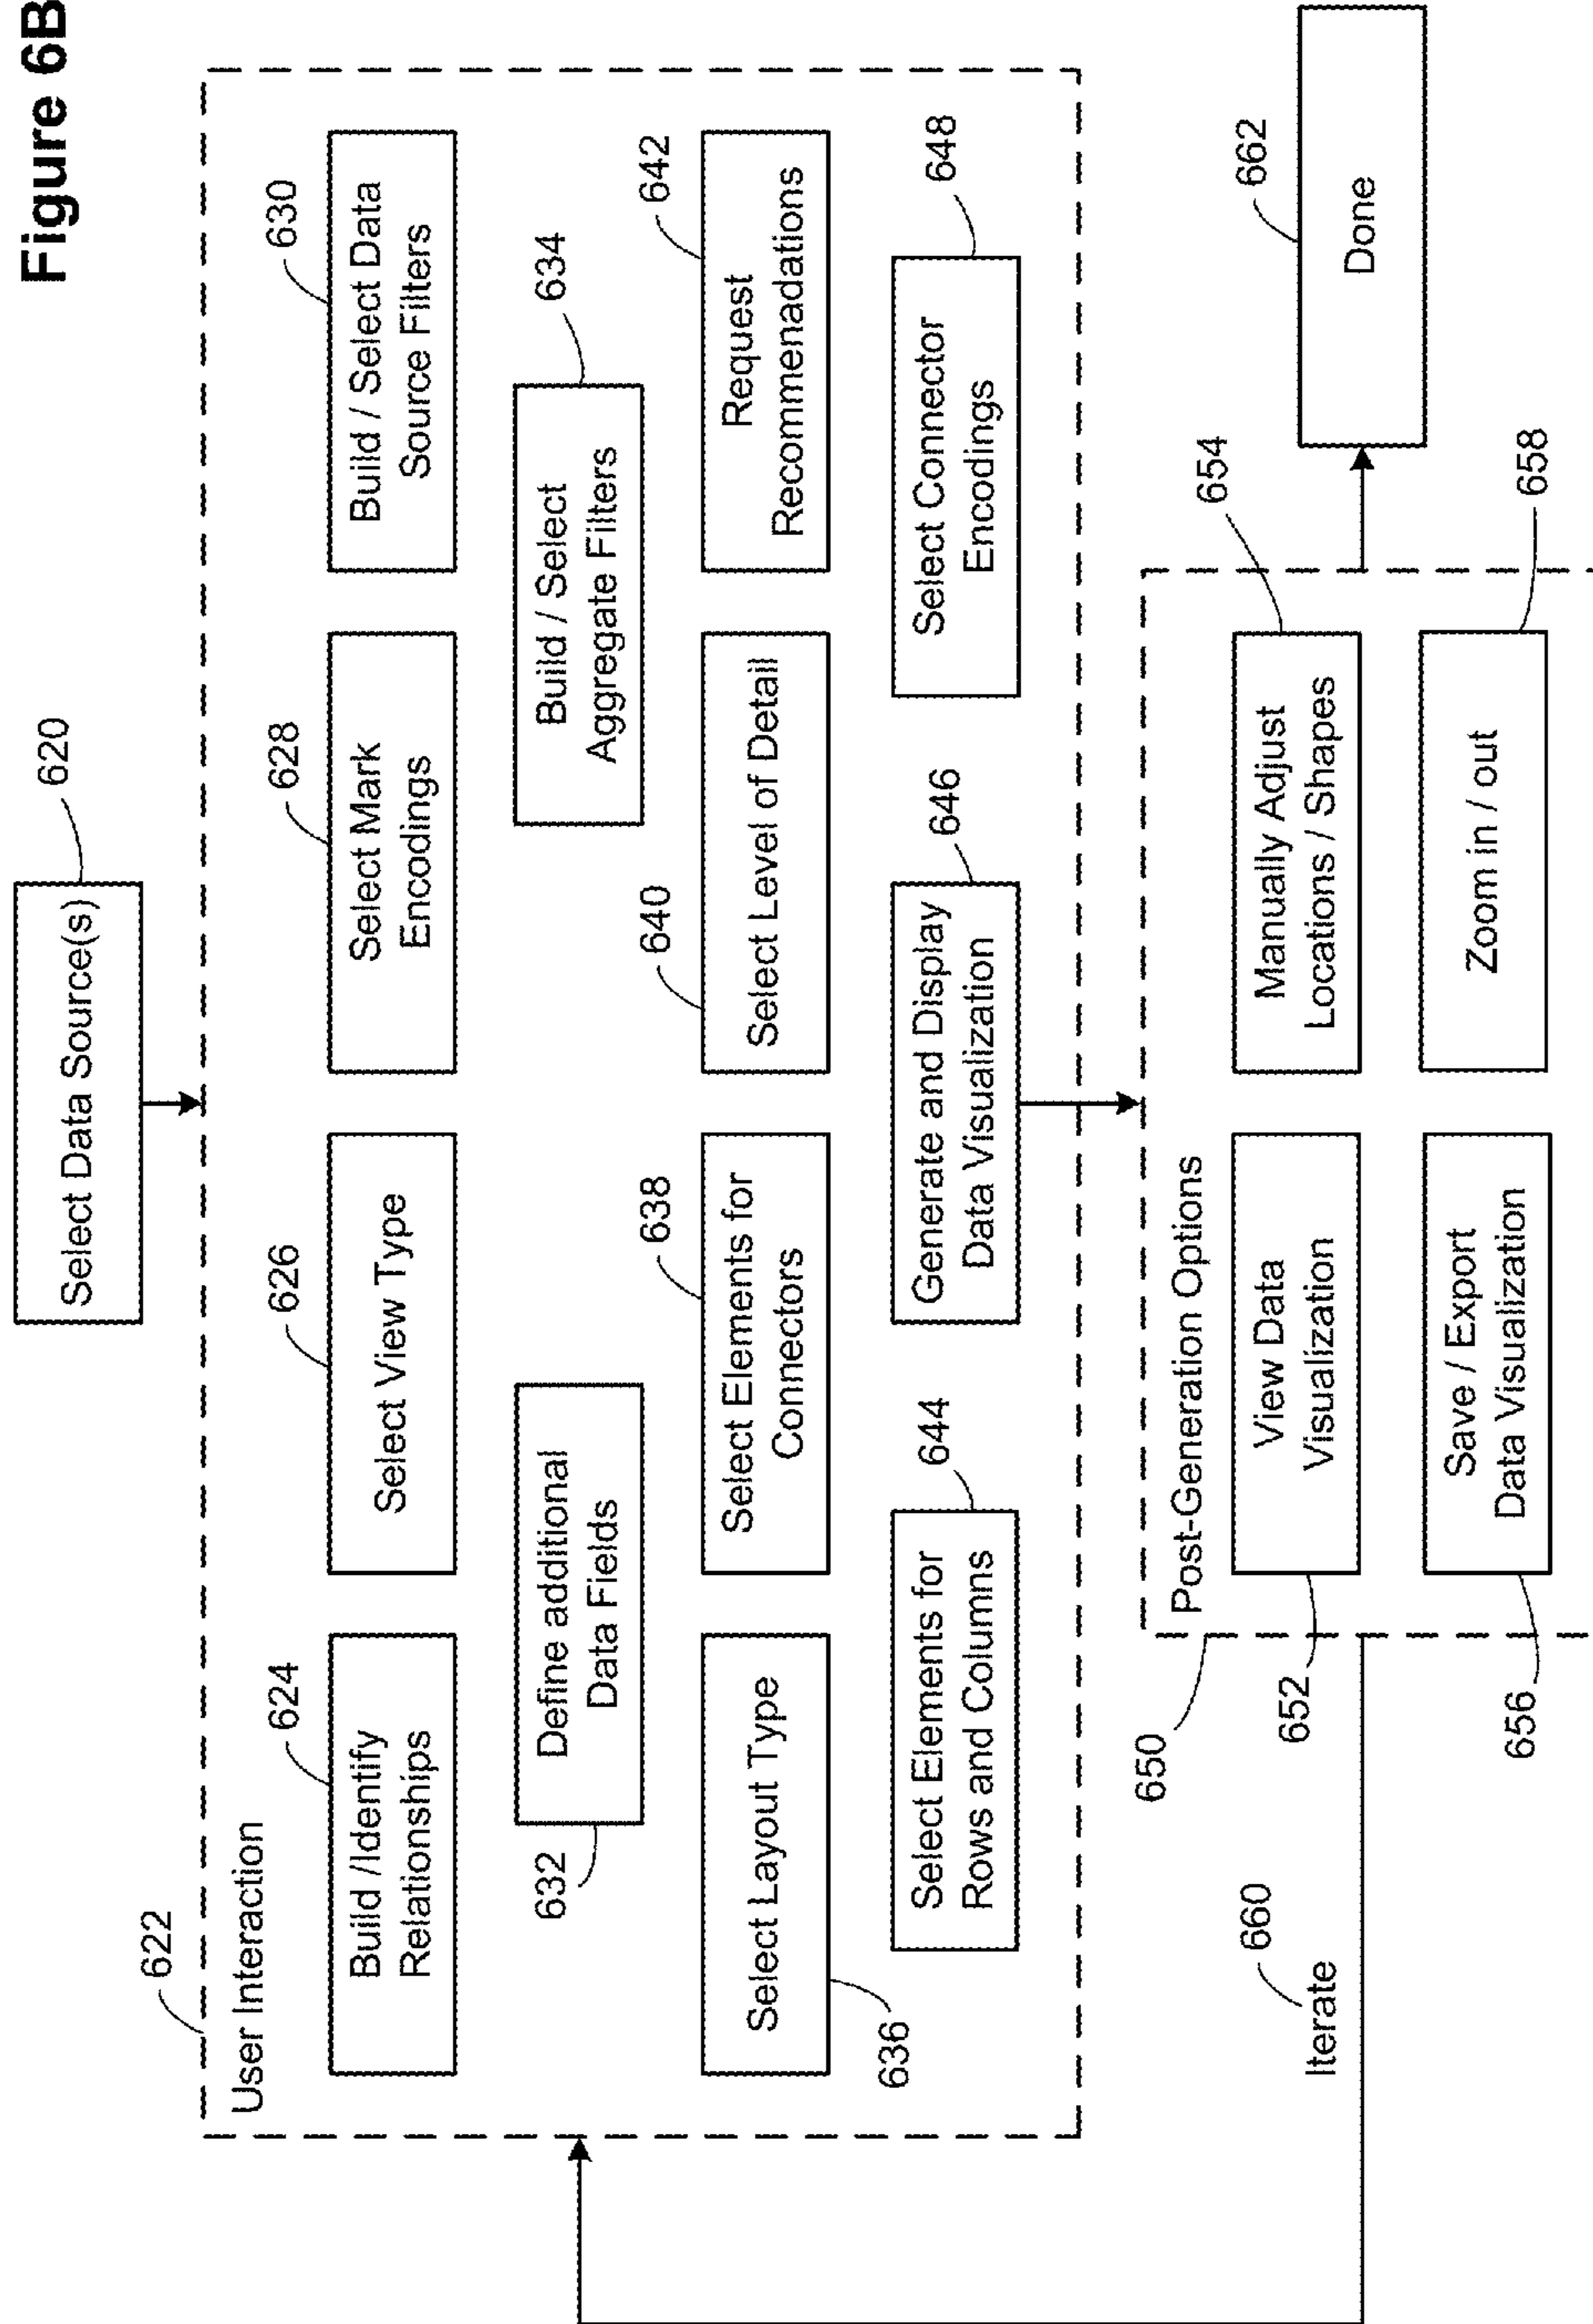 Figure 6B
620
Select Data Source(s)
622
User Interaction
624
Build /Identify
Relationships
626
Select View Type
628
Select Mark
Encodings
630
Build / Select Data
Source Filters
632
Define additional
Data Fields
634
Build / Select
Aggregate Filters
636
Select Layout Type
638
Select Elements for
Connectors
640
Select Level of Detail
642
Request
Recommenadations
644
Select Elements for
Rows and Columns
646
Generate and Display
Data Visualization
648
Select Connector
Encodings
650
Post-Generation Options
652
View Data
Visualization
654
Manually Adjust
Locations / Shapes
656
Save / Export
Data Visualization
658
Zoom in / out
660
Iterate
662
Done